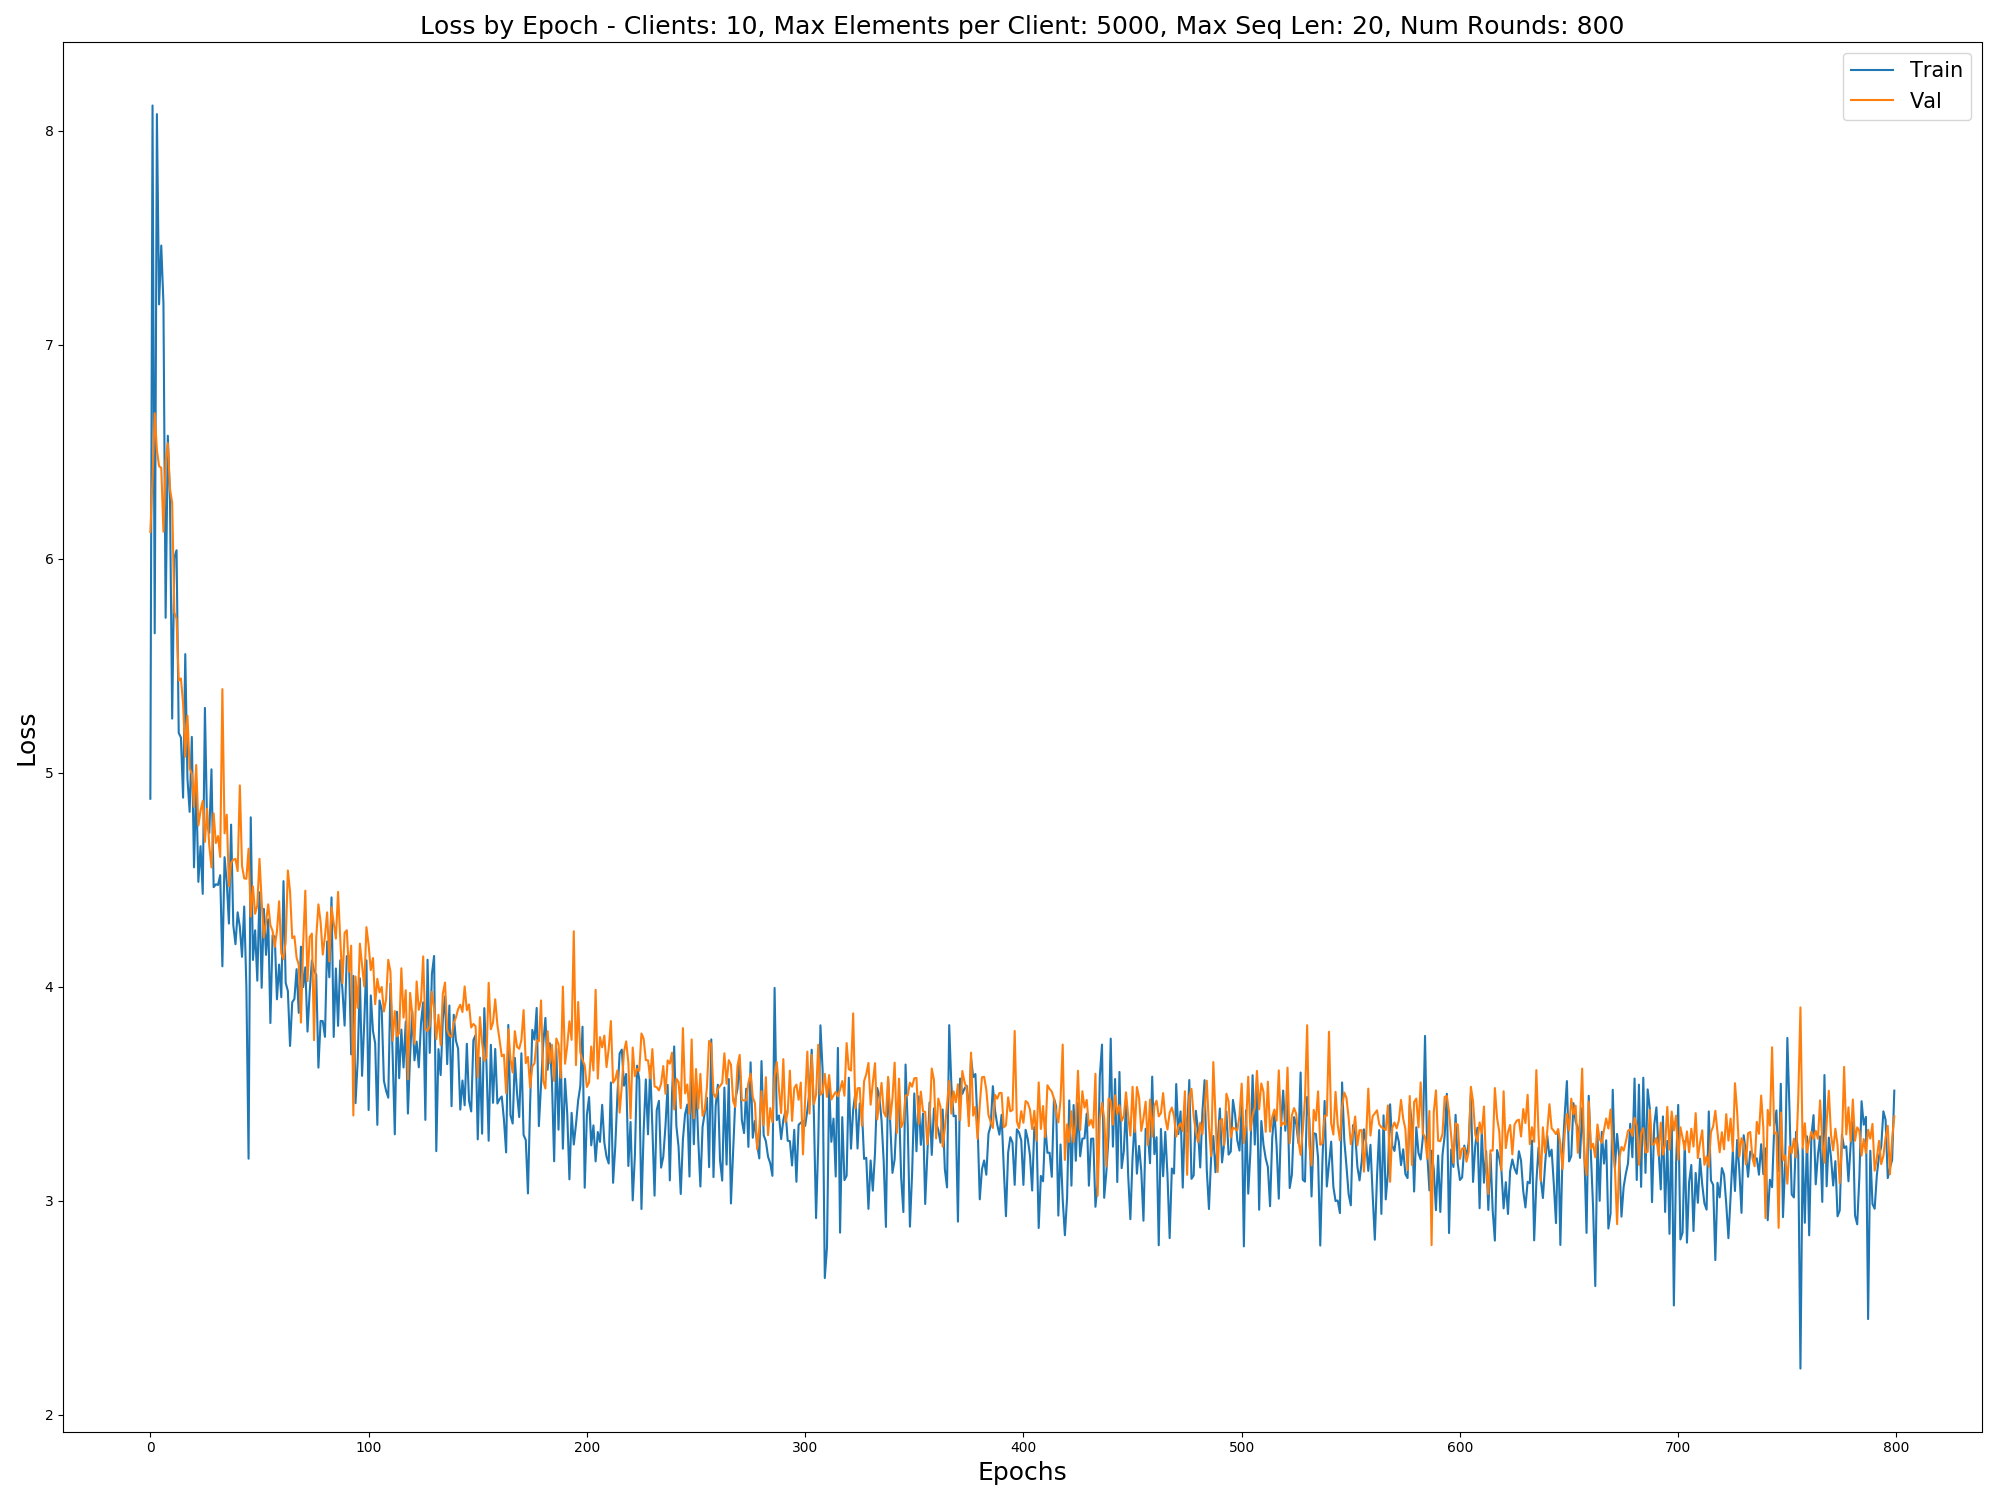 Loss by Epoch - Clients: 10, Max Elements per Client: 5000, Max Seq Len: 20, Num Rounds: 800
Train
Val
8
7
6
5
4
3
2
Loss
0 100 200 300 400 500 600 700 800
Epochs